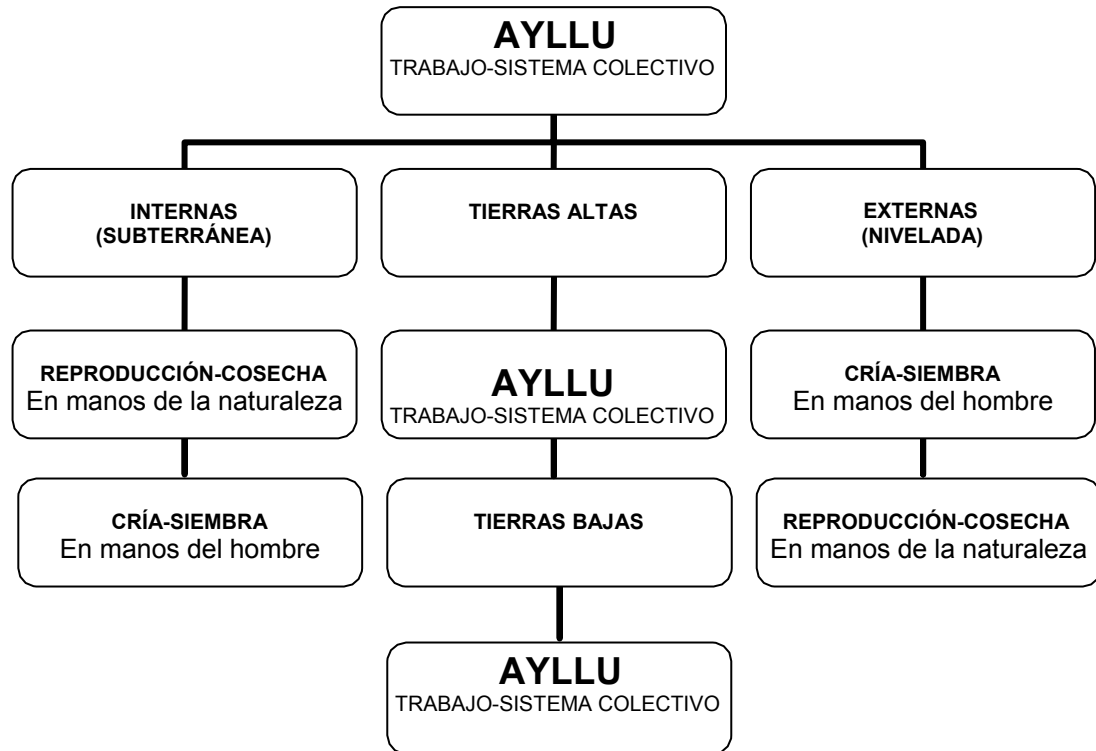 AYLLU
TRABAJO-SISTEMA COLECTIVO
INTERNAS
(SUBTERRÁNEA)
TIERRAS ALTAS
EXTERNAS
(NIVELADA)
REPRODUCCIÓN-COSECHA
En manos de la naturaleza
AYLLU
TRABAJO-SISTEMA COLECTIVO
CRÍA-SIEMBRA
En manos del hombre
CRÍA-SIEMBRA
En manos del hombre
TIERRAS BAJAS
REPRODUCCIÓN-COSECHA
En manos de la naturaleza
AYLLU
TRABAJO-SISTEMA COLECTIVO